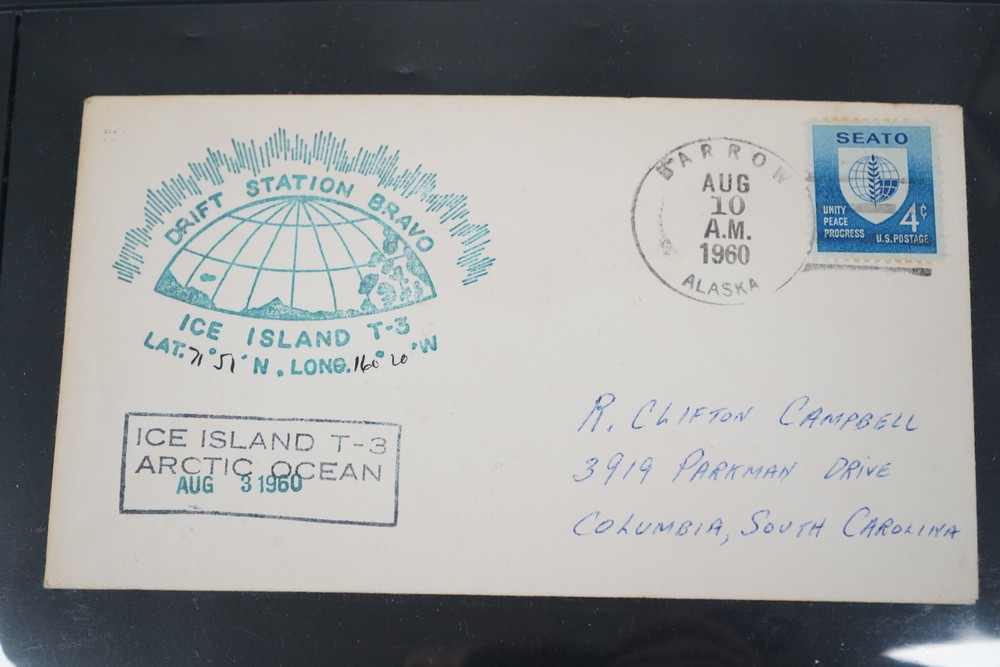 DRIFT STATION BRAVO
ICE ISLAND T-3
LAT. 71° 51' N. LONG. 160° 20' W
ICE ISLAND T-3
ARCTIC OCEAN
AUG 3 1960
BARROW
AUG
10
A.M.
1960
ALASKA
SEATO
UNITY
PEACE
PROGRESS
4¢
U.S. POSTAGE
R. CLIFTON CAMPBELL
3919 PARKMAN DRIVE
COLUMBIA, SOUTH CAROLINA